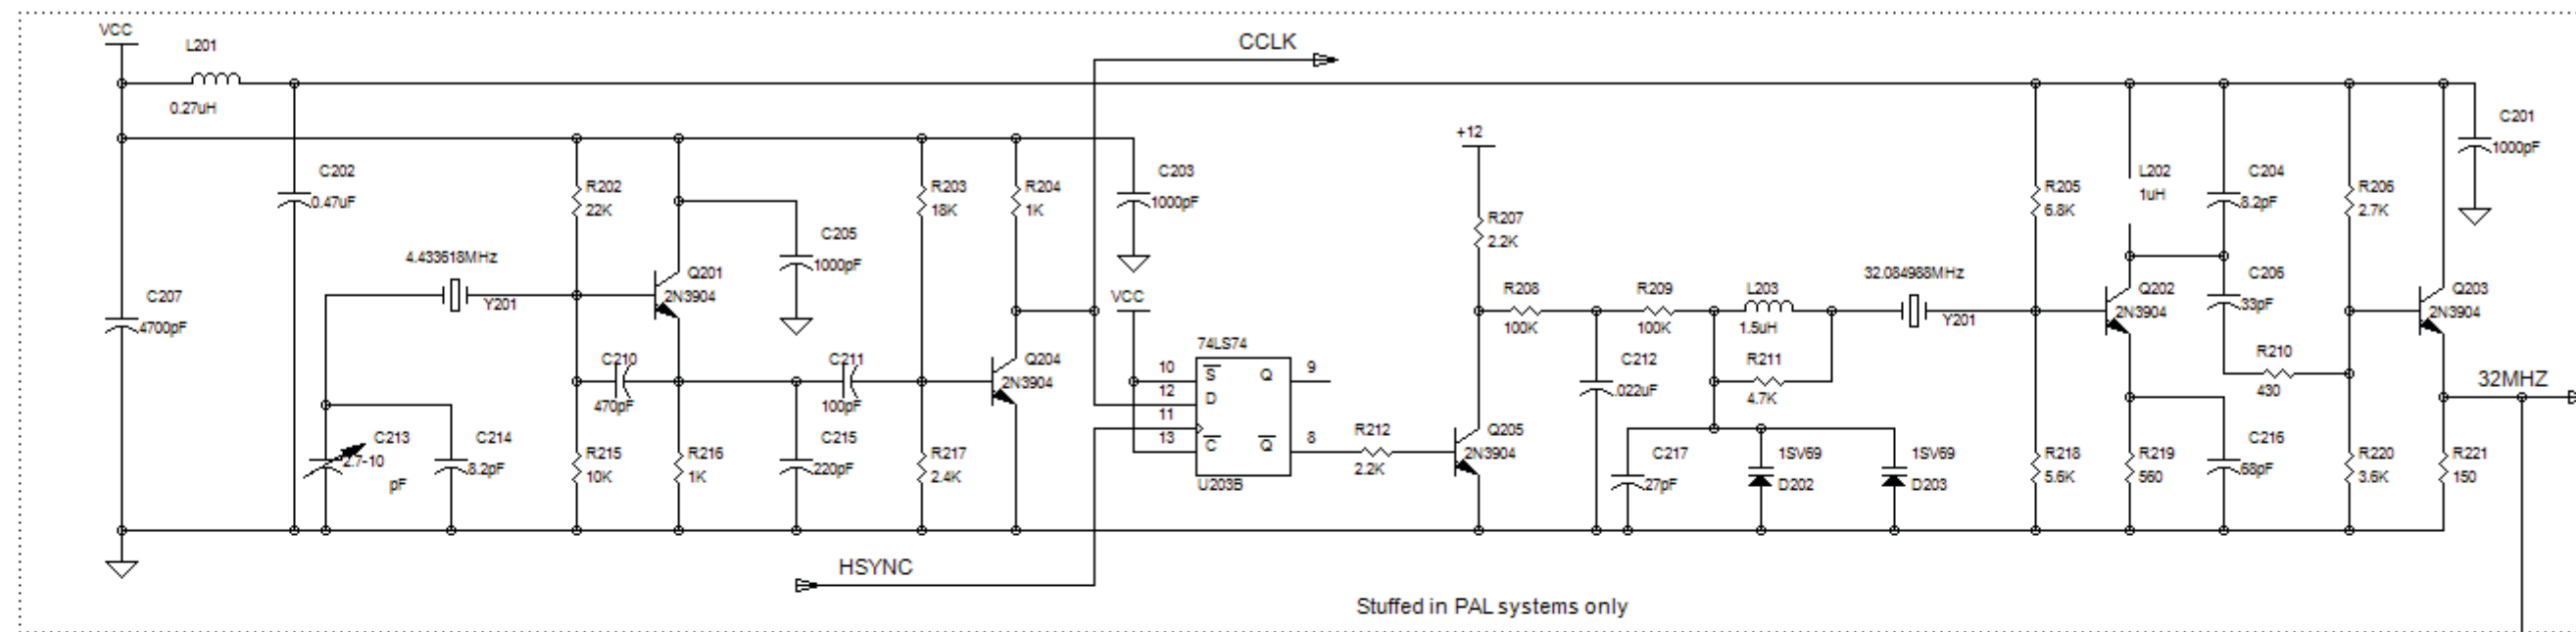 VCC
L201
0.27uH
CCLK
C202
0.47uF
R202
22K
C205
1000pF
R203
18K
R204
1K
C203
1000pF
+12
R207
2.2K
L202
1uH
R205
6.8K
C204
8.2pF
R206
2.7K
C201
1000pF
4.433618MHz
Y201
Q201
2N3904
C207
4700pF
VCC
R208
100K
R209
100K
L203
1.5uH
32.084988MHz
Y201
Q202
2N3904
C206
33pF
Q203
2N3904
C210
470pF
C211
100pF
Q204
2N3904
74LS74
10
S
Q
9
12
D
11
13
C
Q
8
U203B
C212
.022uF
R211
4.7K
R210
430
32MHZ
C213
2.7-10
pF
C214
8.2pF
R215
10K
R216
1K
C215
220pF
R217
2.4K
R212
2.2K
Q205
2N3904
C217
27pF
1SV69
D202
1SV69
D203
R218
5.6K
R219
560
C216
68pF
R220
3.6K
R221
150
HSYNC
Stuffed in PAL systems only